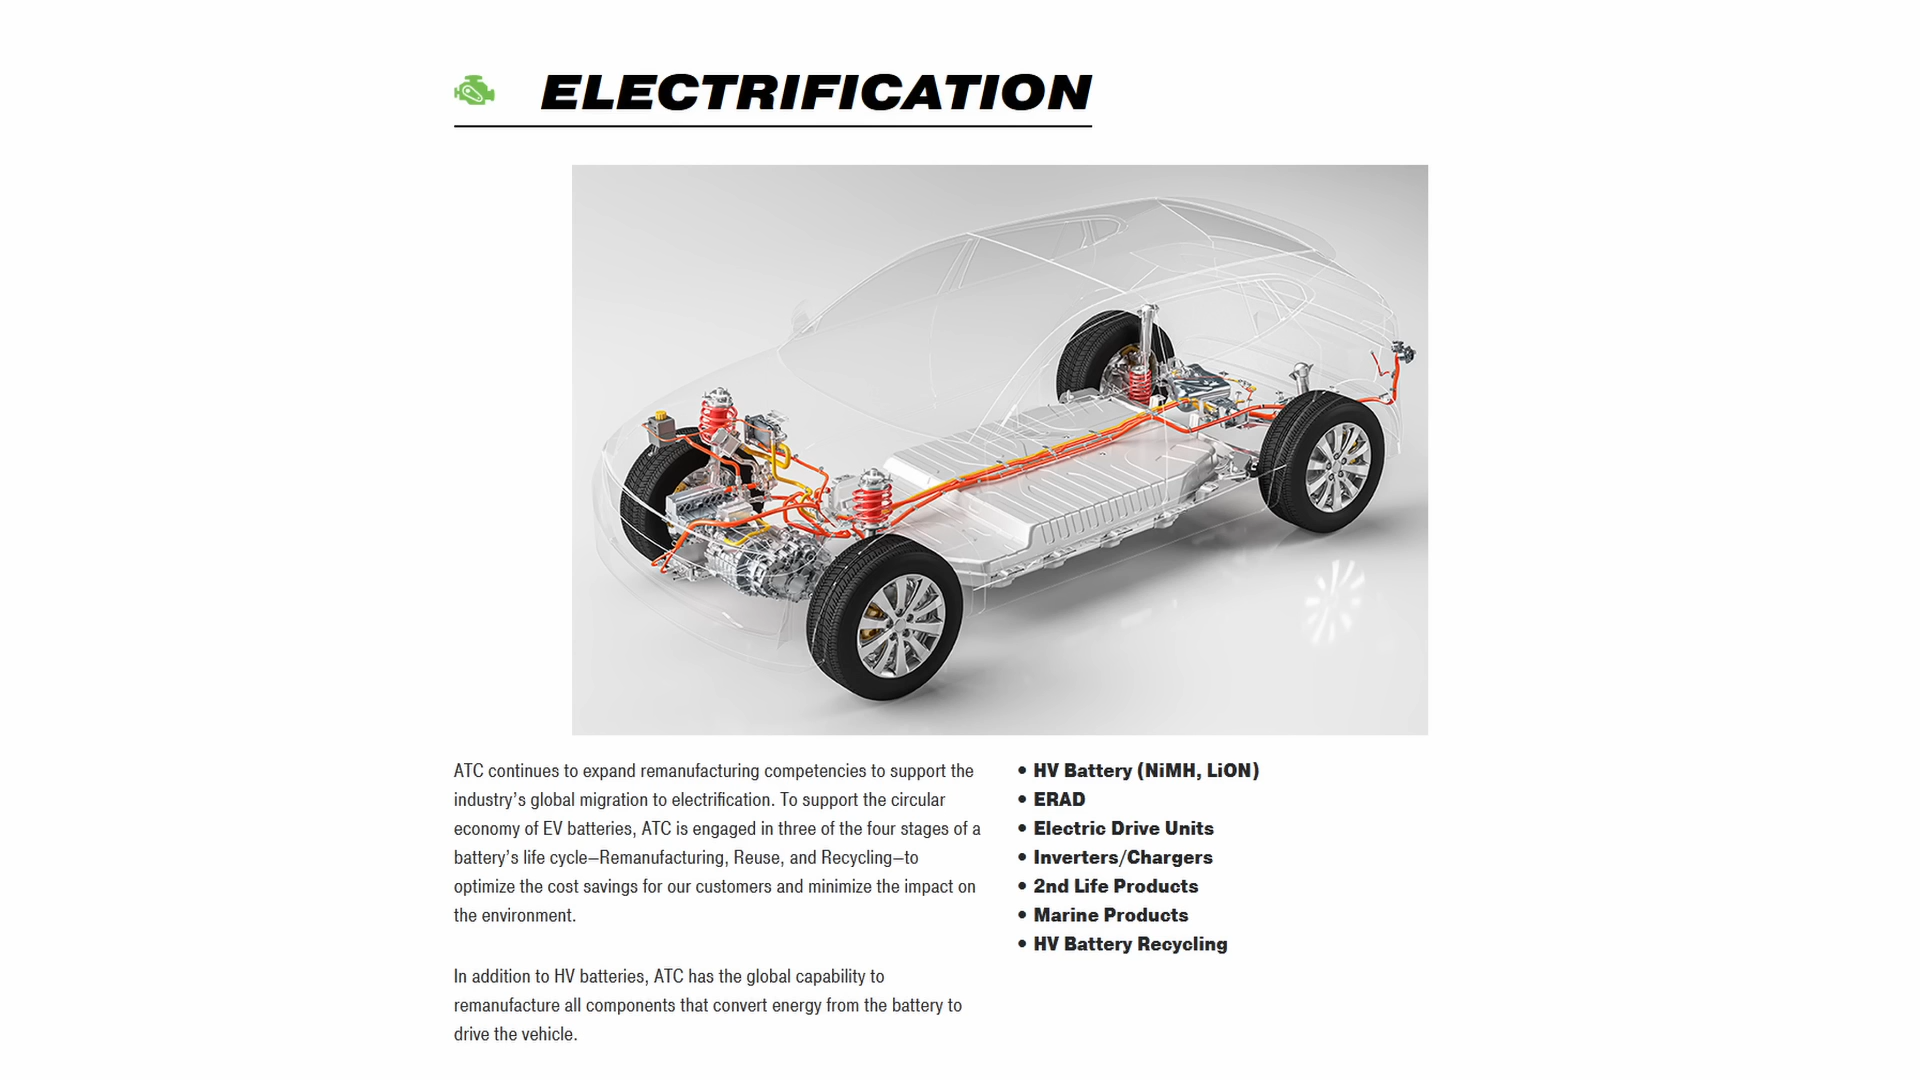 ELECTRIFICATION
ATC continues to expand remanufacturing competencies to support the
industry's global migration to electrification. To support the circular
economy of EV batteries, ATC is engaged in three of the four stages of a
battery's life cycle—Remanufacturing, Reuse, and Recycling—to
optimize the cost savings for our customers and minimize the impact on
the environment.
In addition to HV batteries, ATC has the global capability to
remanufacture all components that convert energy from the battery to
drive the vehicle.
• HV Battery (NiMH, LiON)
• ERAD
• Electric Drive Units
• Inverters/Chargers
• 2nd Life Products
• Marine Products
• HV Battery Recycling